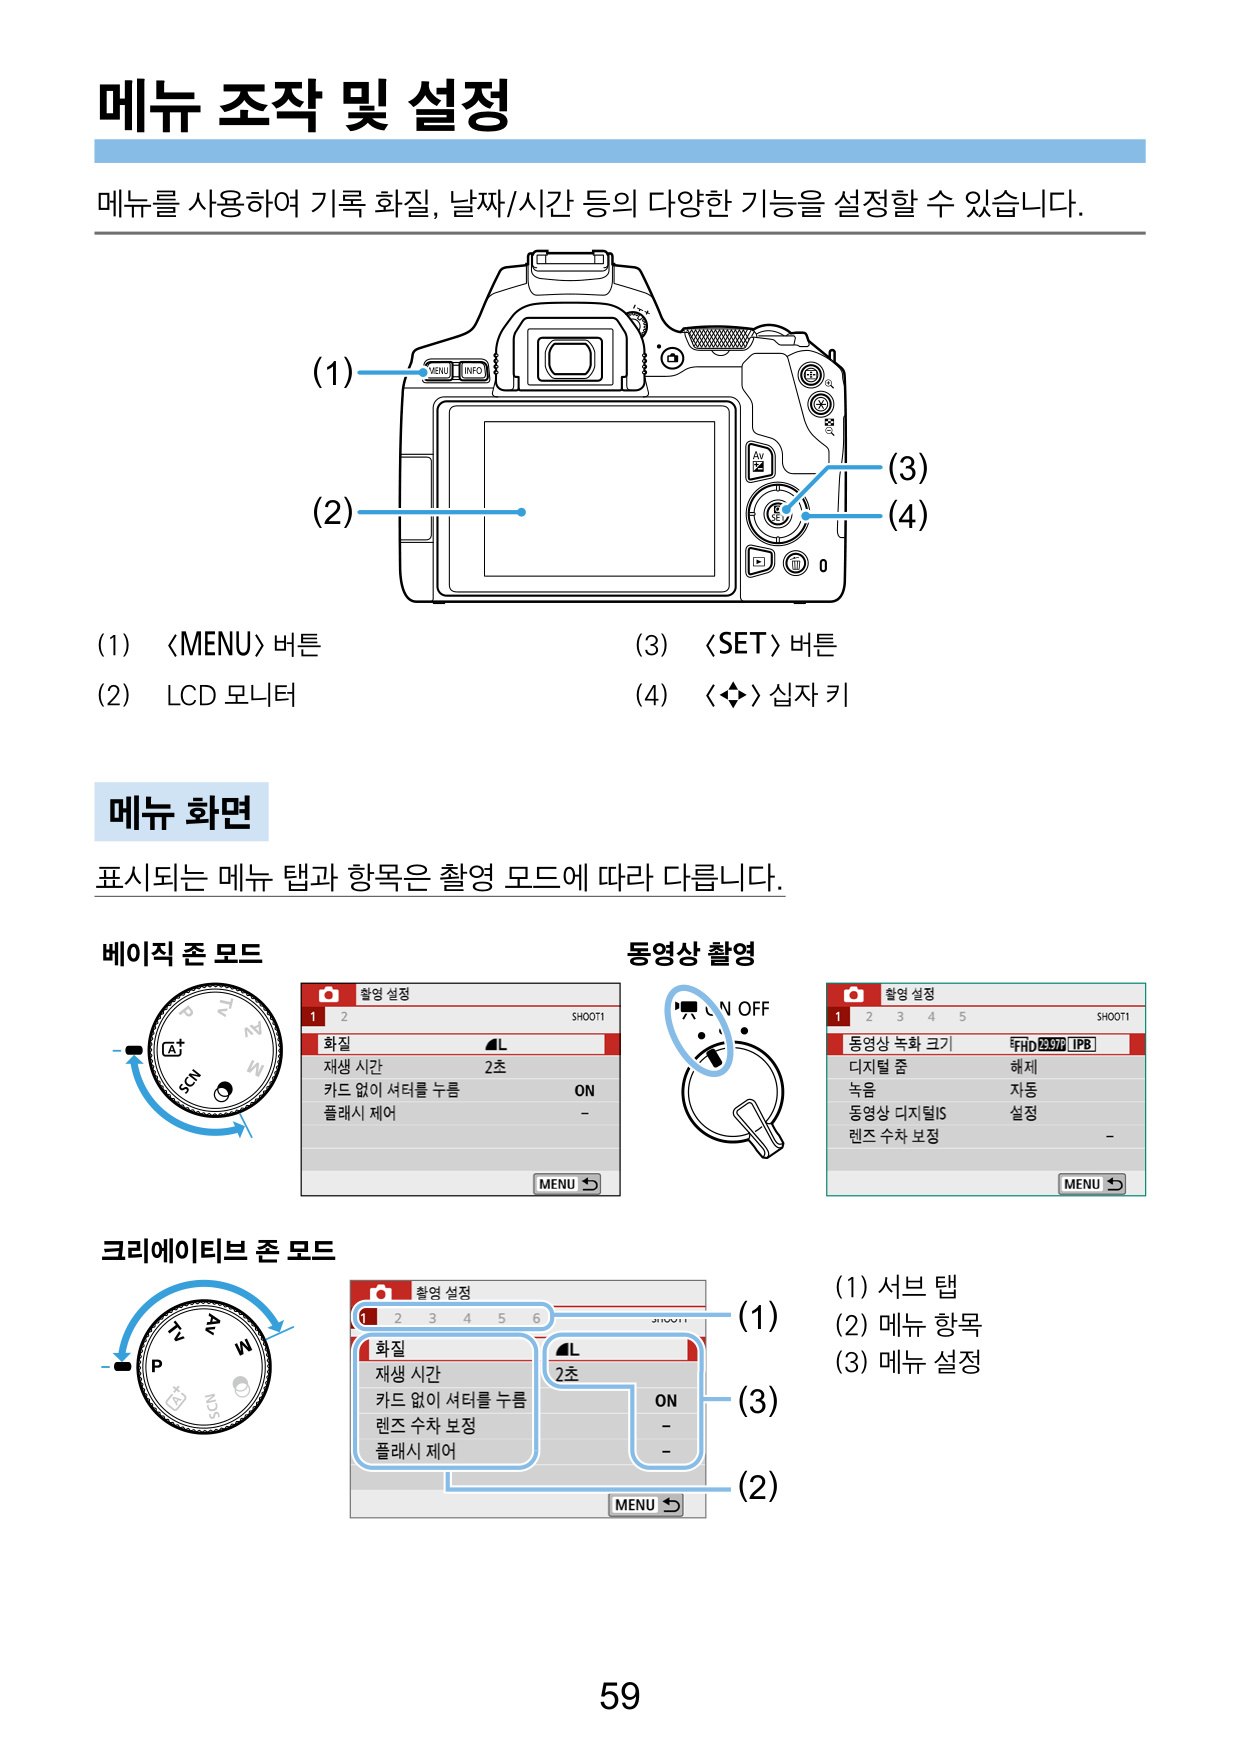 메뉴 조작 및 설정
메뉴를 사용하여 기록 화질, 날짜/시간 등의 다양한 기능을 설정할 수 있습니다.
(1)
MENU INFO
Av
(3)
(2)
SET
(4)
(1) 〈MENU〉 버튼
(3) 〈SET〉 버튼
(2) LCD 모니터
(4) 〈✥〉 십자 키
메뉴 화면
표시되는 메뉴 탭과 항목은 촬영 모드에 따라 다릅니다.
베이직 존 모드
P Tv Av M
A+
SCN
촬영 설정
1 2 SHOOT1
화질 L
재생 시간 2초
카드 없이 셔터를 누름 ON
플래시 제어 –
MENU
동영상 촬영
ON OFF
촬영 설정
1 2 3 4 5 SHOOT1
동영상 녹화 크기 EFHD 29.97P IPB
디지털 줌 해제
녹음 자동
동영상 디지털IS 설정
렌즈 수차 보정 –
MENU
크리에이티브 존 모드
P Tv Av M
A+
SCN
촬영 설정
1 2 3 4 5 6 SHOOT1
화질 L
재생 시간 2초
카드 없이 셔터를 누름 ON
렌즈 수차 보정 –
플래시 제어 –
MENU
(1)
(3)
(2)
(1) 서브 탭
(2) 메뉴 항목
(3) 메뉴 설정
59